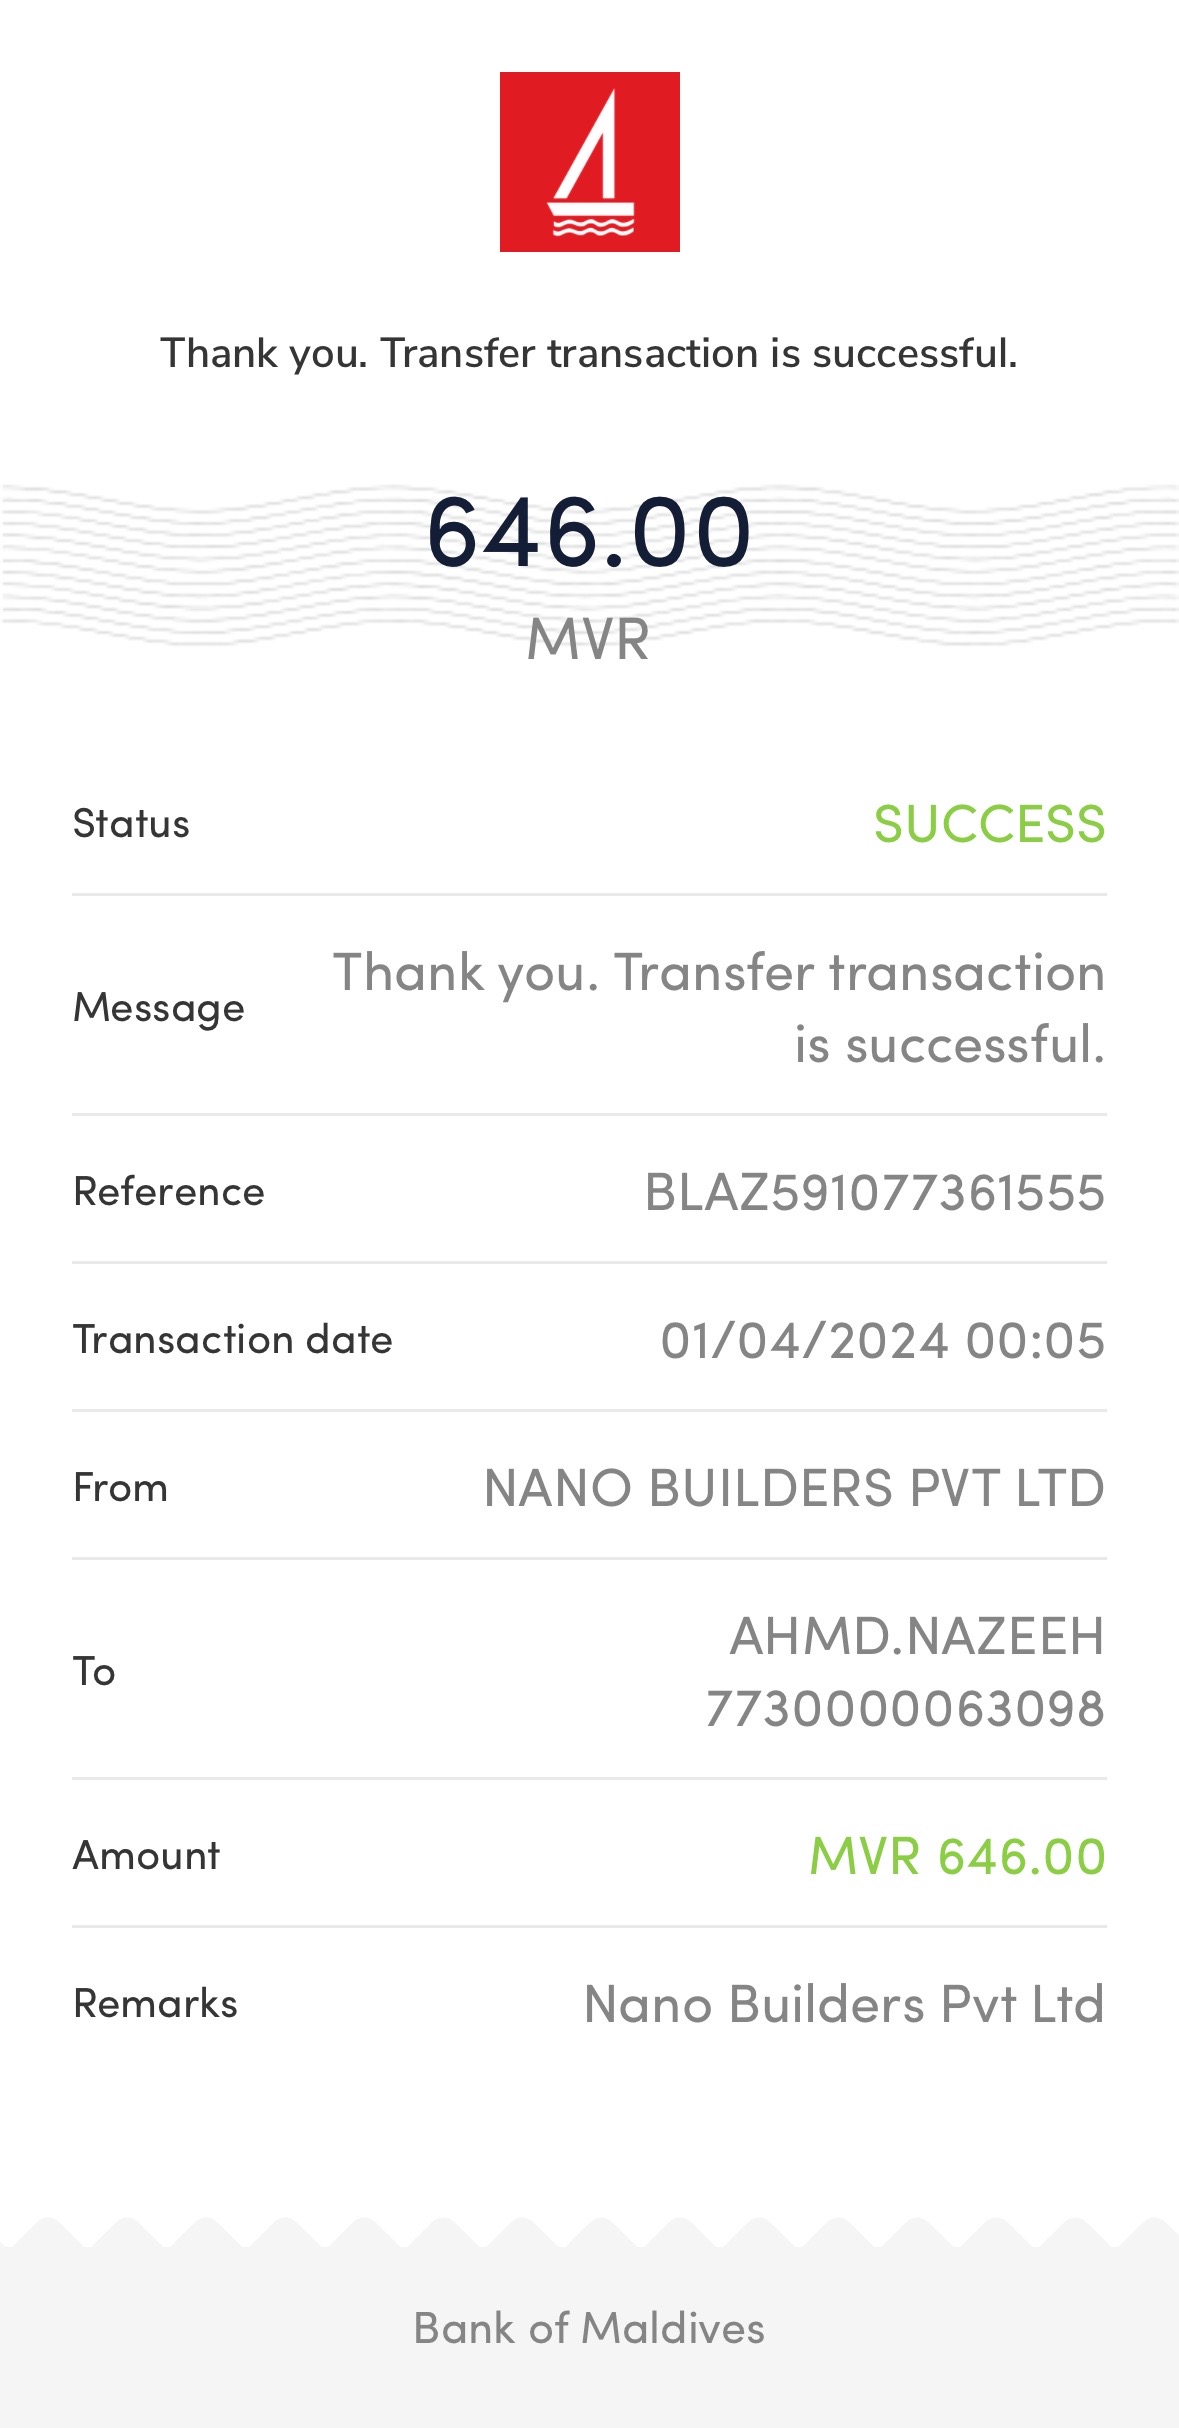 Thank you. Transfer transaction is successful.
646.00
MVR
Status
SUCCESS
Message
Thank you. Transfer transaction
is successful.
Reference
BLAZ591077361555
Transaction date
01/04/2024 00:05
From
NANO BUILDERS PVT LTD
To
AHMD.NAZEEH
7730000063098
Amount
MVR 646.00
Remarks
Nano Builders Pvt Ltd
Bank of Maldives